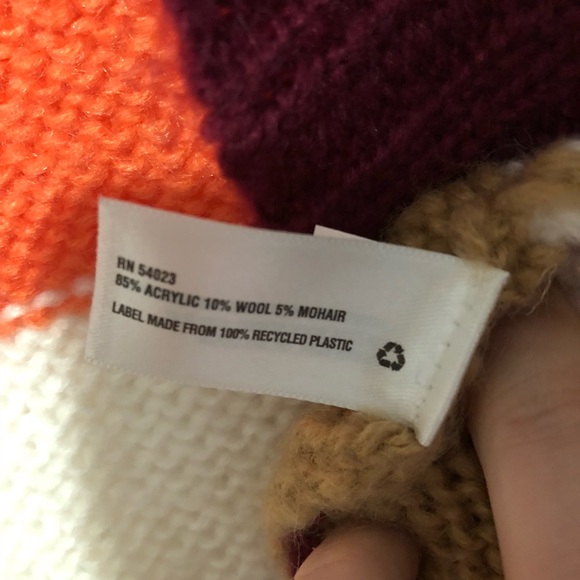 RN 54023
85% ACRYLIC 10% WOOL 5% MOHAIR
LABEL MADE FROM 100% RECYCLED PLASTIC